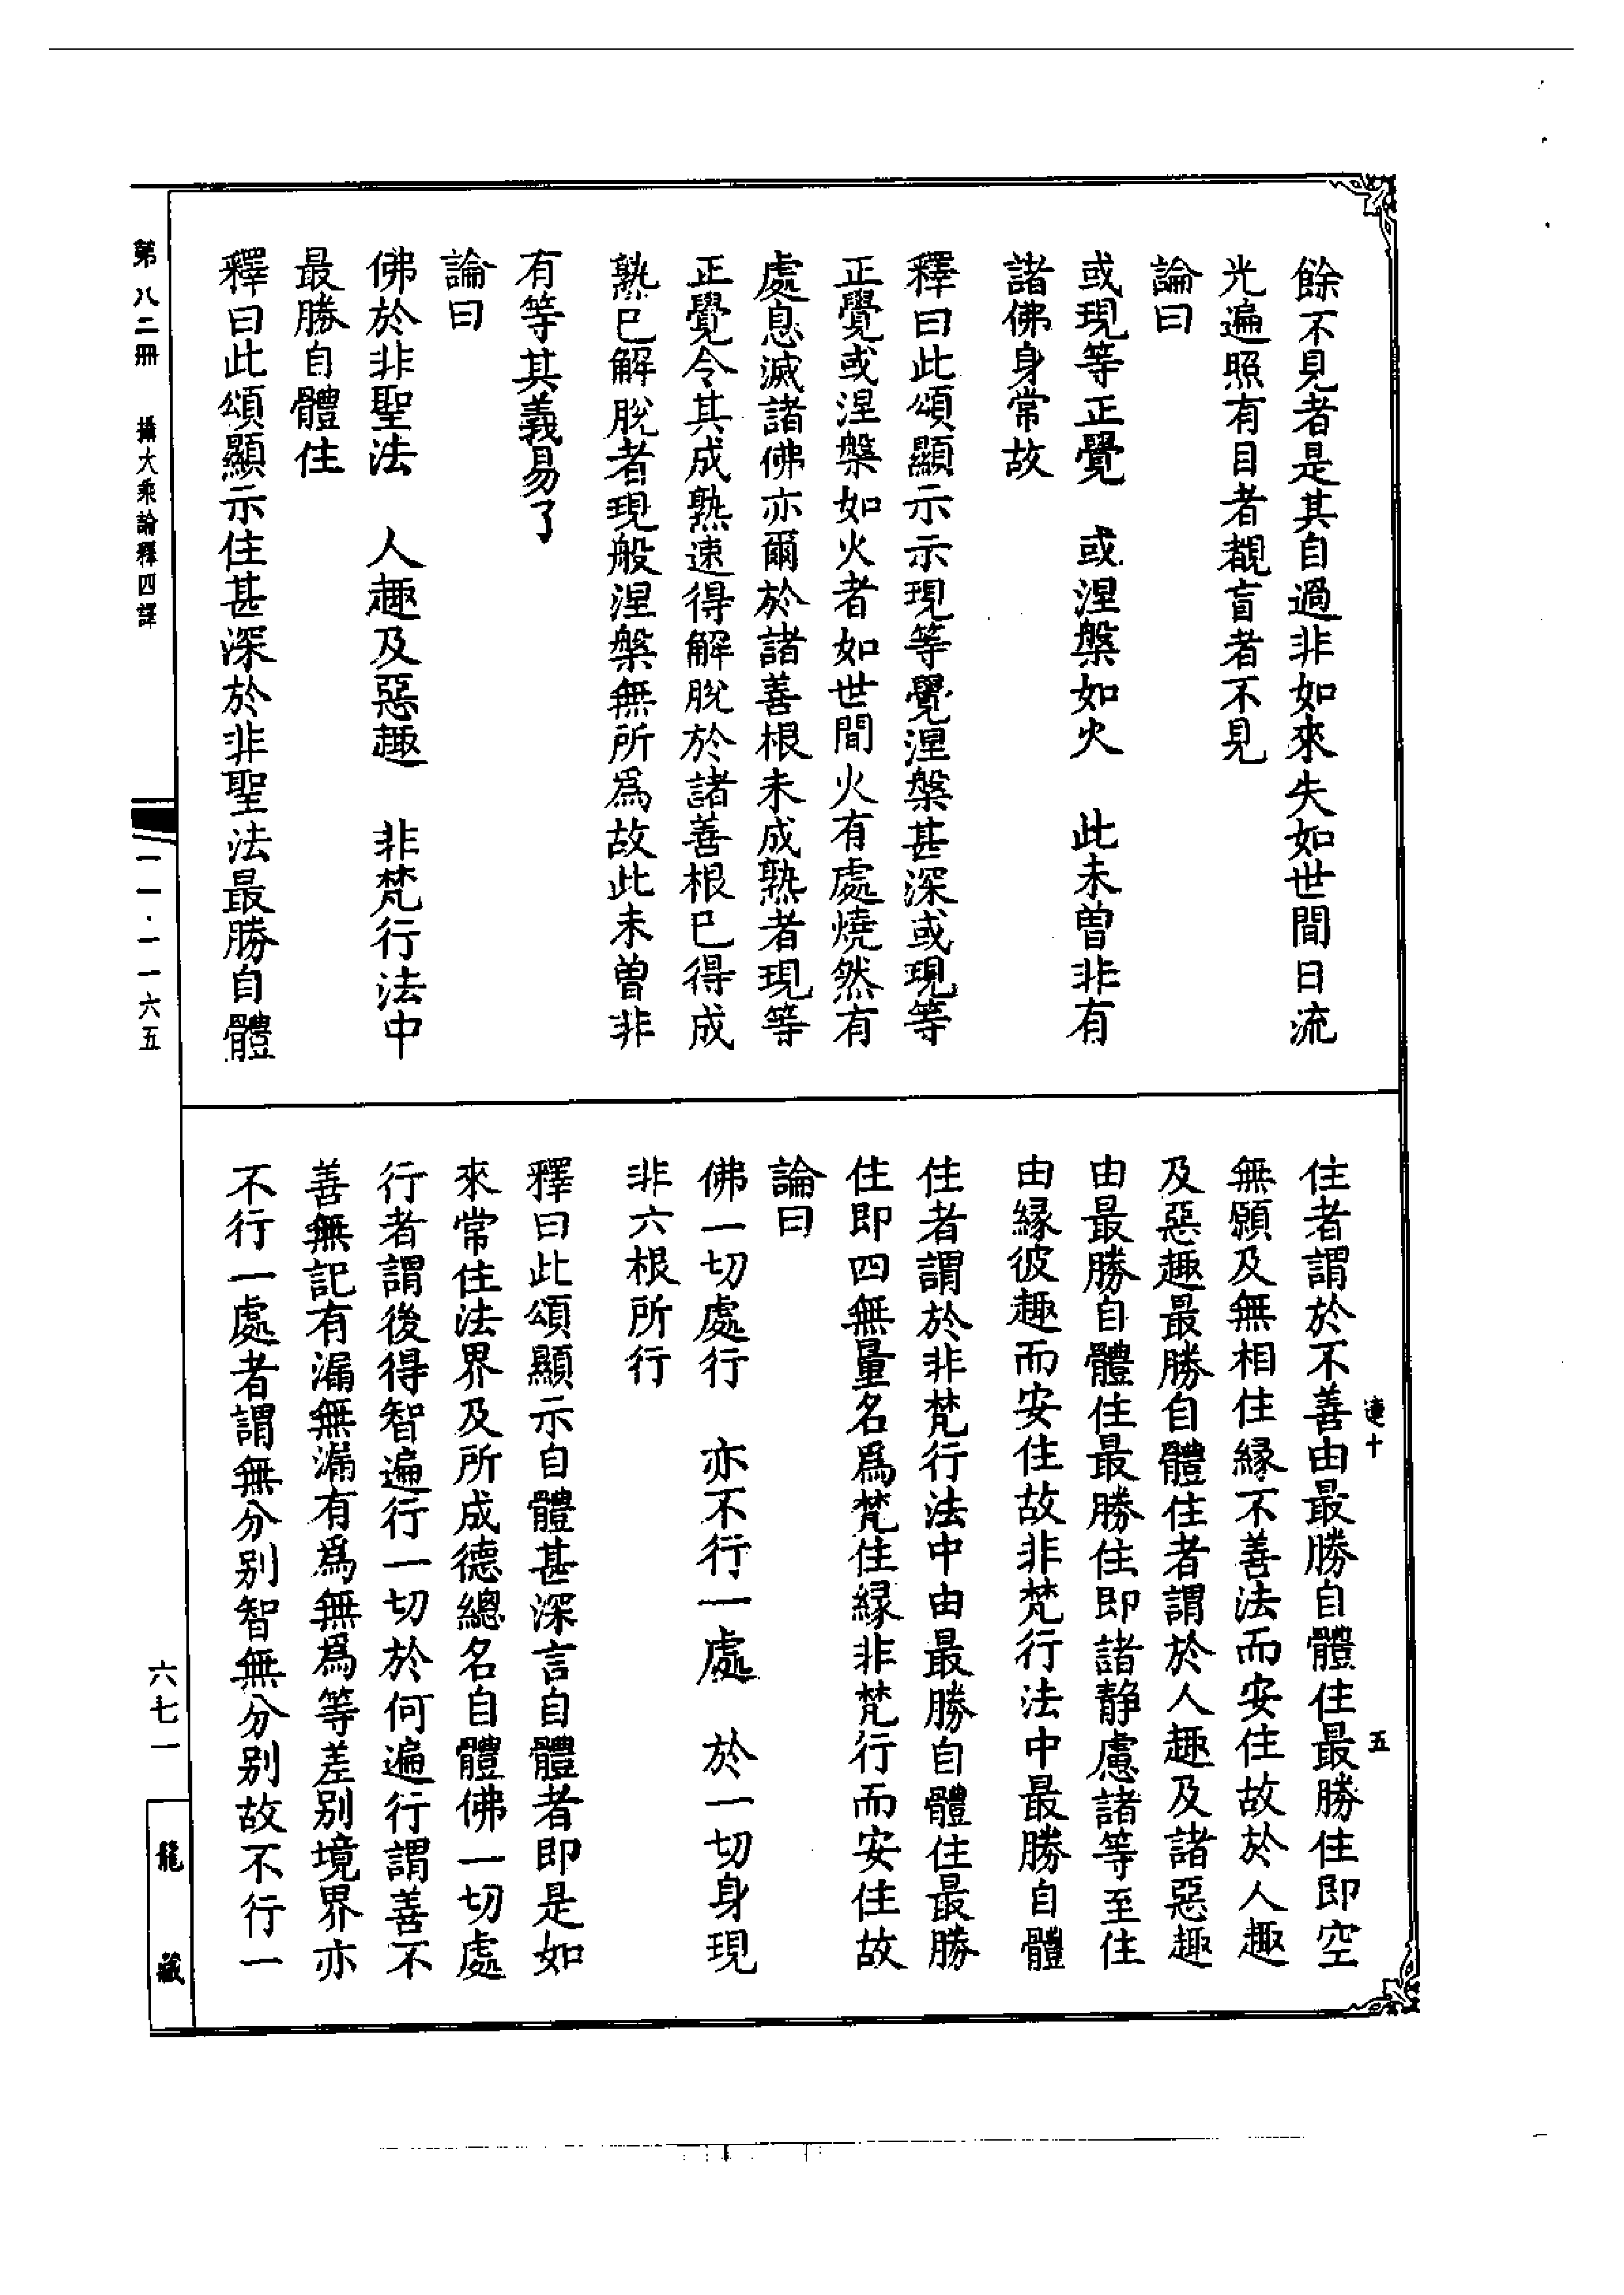 餘不見者是其自過非如來失如世間日流
光遍照有目者覩盲者不見
論曰
或現等正覺　或涅槃如火　此未曽非有
諸佛身常故
釋曰此頌顯示示現等覺涅槃甚深或現等
正覺或涅槃如火者如世間火有處燒然有
處息滅諸佛亦爾於諸善根未成熟者現等
正覺令其成熟速得解脫於諸善根已得成
熟已解脫者現般涅槃無所爲故此未曽非
有等其義易了
論曰
佛於非聖法　人趣及惡趣　非梵行法中
最勝自體住
釋曰此頌顯示住甚深於非聖法最勝自體
住者謂於不善由最勝自體住最勝住即空
無願及無相住縁不善法而安住故於人趣
及惡趣最勝自體住者謂於人趣及諸惡趣
由最勝自體住最勝住即諸静慮諸等至住
由縁彼趣而安住故非梵行法中最勝自體
住者謂於非梵行法中由最勝自體住最勝
住即四無量名爲梵住縁非梵行而安住故
論曰
佛一切處行　亦不行一處　於一切身現
非六根所行
釋曰此頌顯示自體甚深言自體者即是如
來常住法界及所成德總名自體佛一切處
行者謂後得智遍行一切於何遍行謂善不
善無記有漏無漏有爲無爲等差别境界亦
不行一處者謂無分别智無分别故不行一
十
五
第八二冊　攝大乘論釋四譯
一一·一一六五
六七一
龍藏